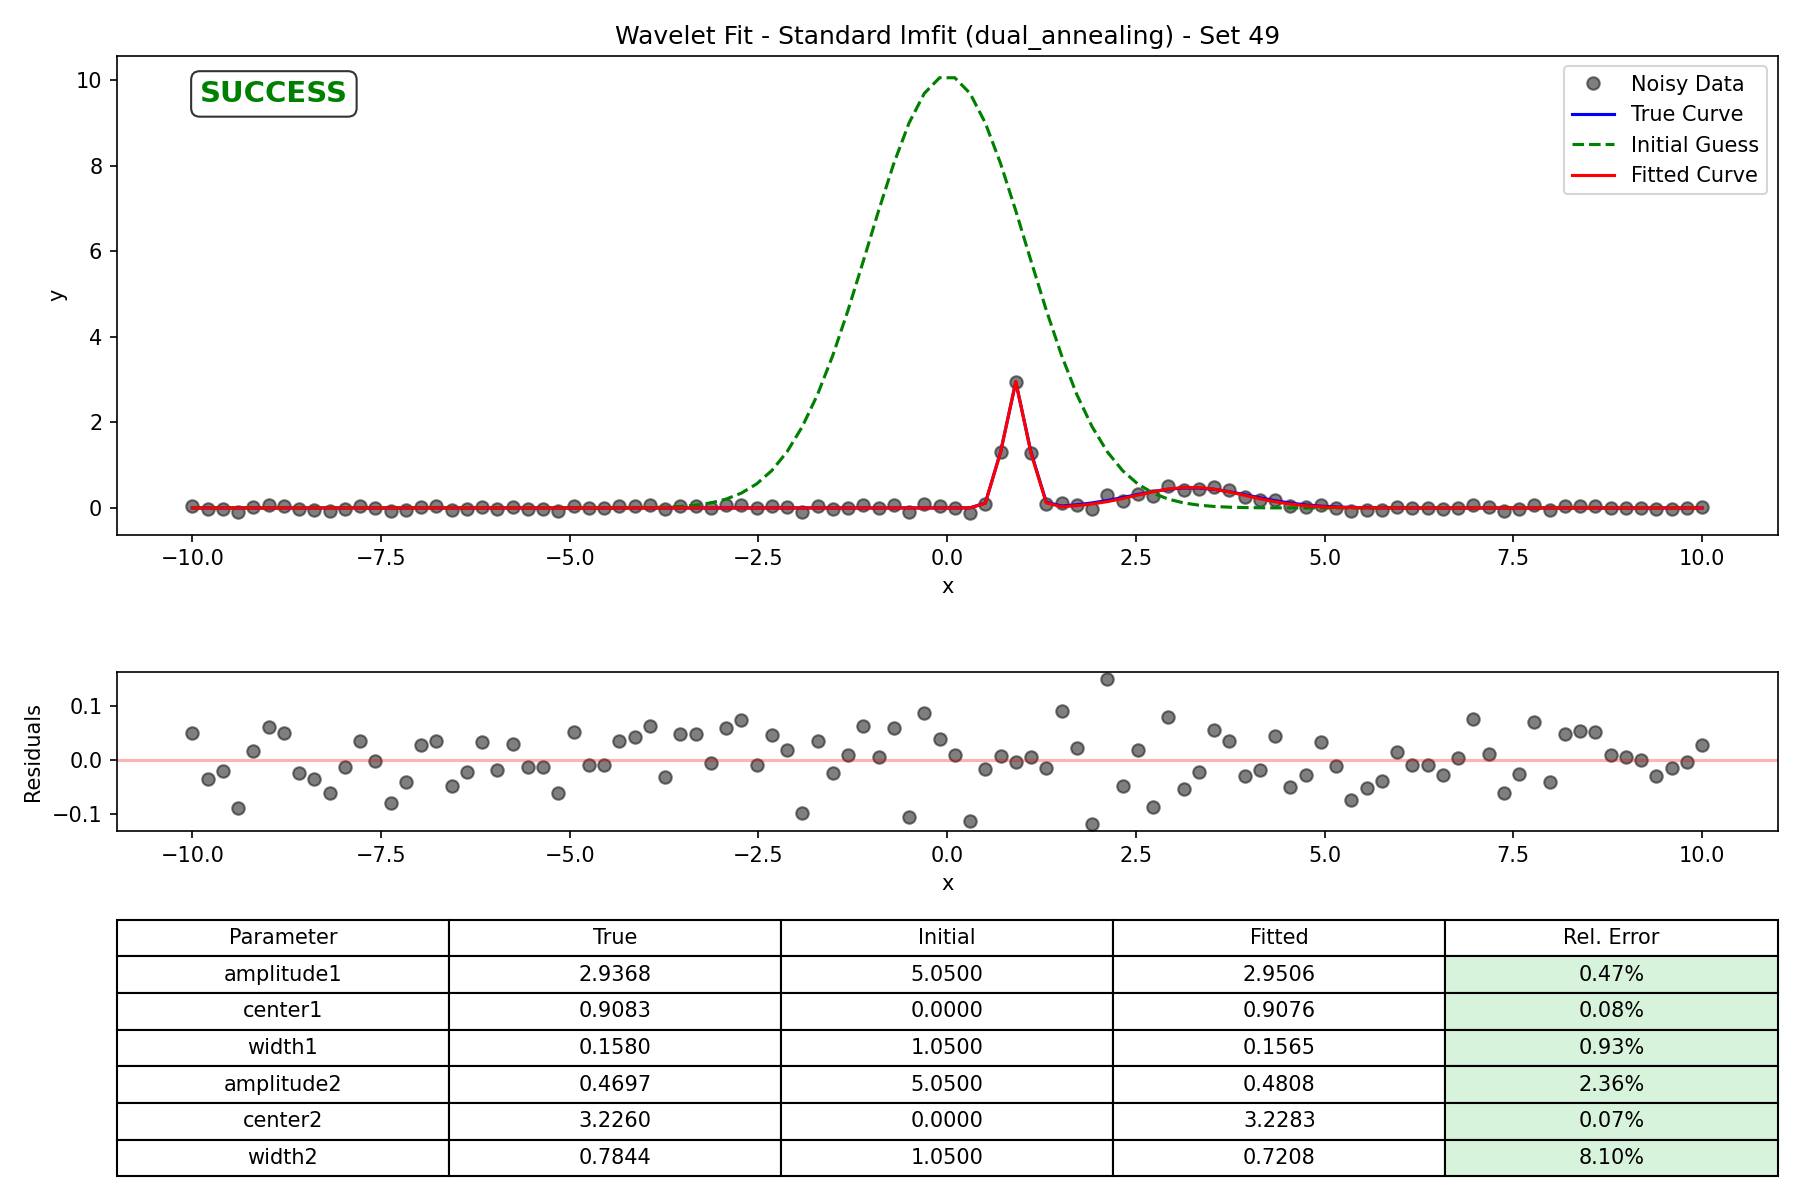 Wavelet Fit - Standard lmfit (dual_annealing) - Set 49
SUCCESS
Noisy Data
True Curve
Initial Guess
Fitted Curve
y
10
8
6
4
2
0
−10.0 −7.5 −5.0 −2.5 0.0 2.5 5.0 7.5 10.0
x
Residuals
0.1
0.0
−0.1
−10.0 −7.5 −5.0 −2.5 0.0 2.5 5.0 7.5 10.0
x
Parameter True Initial Fitted Rel. Error
amplitude1 2.9368 5.0500 2.9506 0.47%
center1 0.9083 0.0000 0.9076 0.08%
width1 0.1580 1.0500 0.1565 0.93%
amplitude2 0.4697 5.0500 0.4808 2.36%
center2 3.2260 0.0000 3.2283 0.07%
width2 0.7844 1.0500 0.7208 8.10%